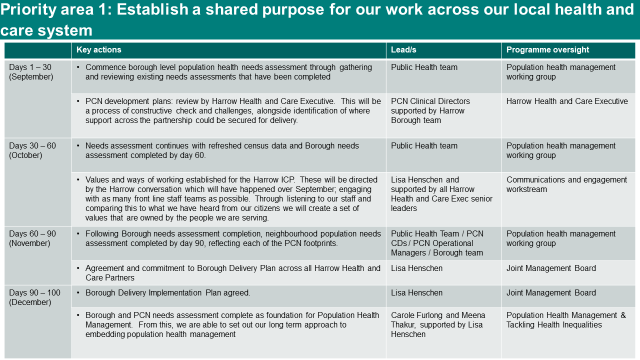 Priority area 1: Establish a shared purpose for our work across our local health and
care system
Key actions
Lead/s
Programme oversight
Days 1 – 30
(September)
• Commence borough level population health needs assessment through gathering
and reviewing existing needs assessments that have been completed
Public Health team
Population health management
working group
• PCN development plans: review by Harrow Health and Care Executive. This will be
a process of constructive check and challenges, alongside identification of where
support across the partnership could be secured for delivery.
PCN Clinical Directors
supported by Harrow
Borough team
Harrow Health and Care Executive
Days 30 – 60
(October)
• Needs assessment continues with refreshed census data and Borough needs
assessment completed by day 60.
Public Health team
Population health management
working group
• Values and ways of working established for the Harrow ICP. These will be directed
by the Harrow conversation which will have happened over September; engaging
with as many front line staff teams as possible. Through listening to our staff and
comparing this to what we have heard from our citizens we will create a set of
values that are owned by the people we are serving.
Lisa Henschen and
supported by all Harrow
Health and Care Exec senior
leaders
Communications and engagement
workstream
Days 60 – 90
(November)
• Following Borough needs assessment completion, neighbourhood population needs
assessment completed by day 90, reflecting each of the PCN footprints.
Public Health Team / PCN
CDs / PCN Operational
Managers / Borough team
Population health management
working group
• Agreement and commitment to Borough Delivery Plan across all Harrow Health and
Care Partners
Lisa Henschen
Joint Management Board
Days 90 – 100
(December)
• Borough Delivery Implementation Plan agreed.
Lisa Henschen
Joint Management Board
• Borough and PCN needs assessment complete as foundation for Population Health
Management. From this, we are able to set out our long term approach to
embedding population health management
Carole Furlong and Meena
Thakur, supported by Lisa
Henschen
Population Health Management &
Tackling Health Inequalities